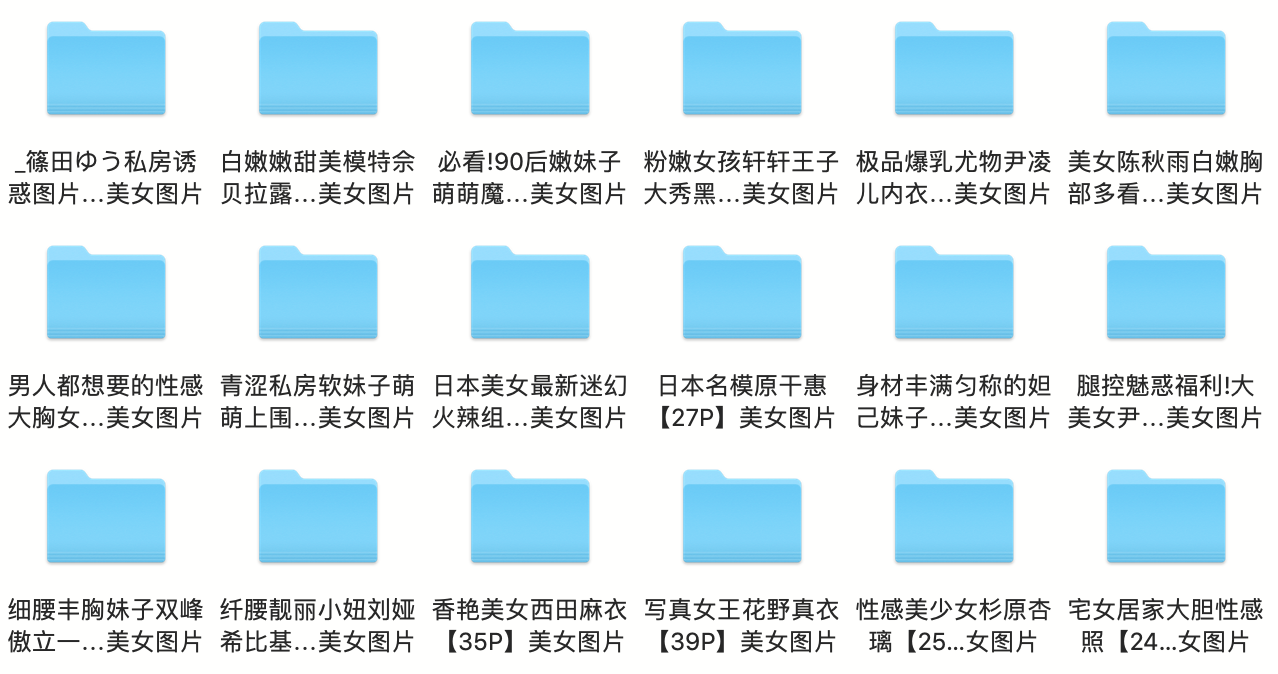 _篠田ゆう私房诱
惑图片...美女图片
白嫩嫩甜美模特佘
贝拉露...美女图片
必看!90后嫩妹子
萌萌魔...美女图片
粉嫩女孩轩轩王子
大秀黑...美女图片
极品爆乳尤物尹凌
儿内衣...美女图片
美女陈秋雨白嫩胸
部多看...美女图片
男人都想要的性感
大胸女...美女图片
青涩私房软妹子萌
萌上围...美女图片
日本美女最新迷幻
火辣组...美女图片
日本名模原干惠
【27P】美女图片
身材丰满匀称的妲
己妹子...美女图片
腿控魅惑福利!大
美女尹...美女图片
细腰丰胸妹子双峰
傲立一...美女图片
纤腰靓丽小妞刘娅
希比基...美女图片
香艳美女西田麻衣
【35P】美女图片
写真女王花野真衣
【39P】美女图片
性感美少女杉原杏
璃【25...女图片
宅女居家大胆性感
照【24...女图片